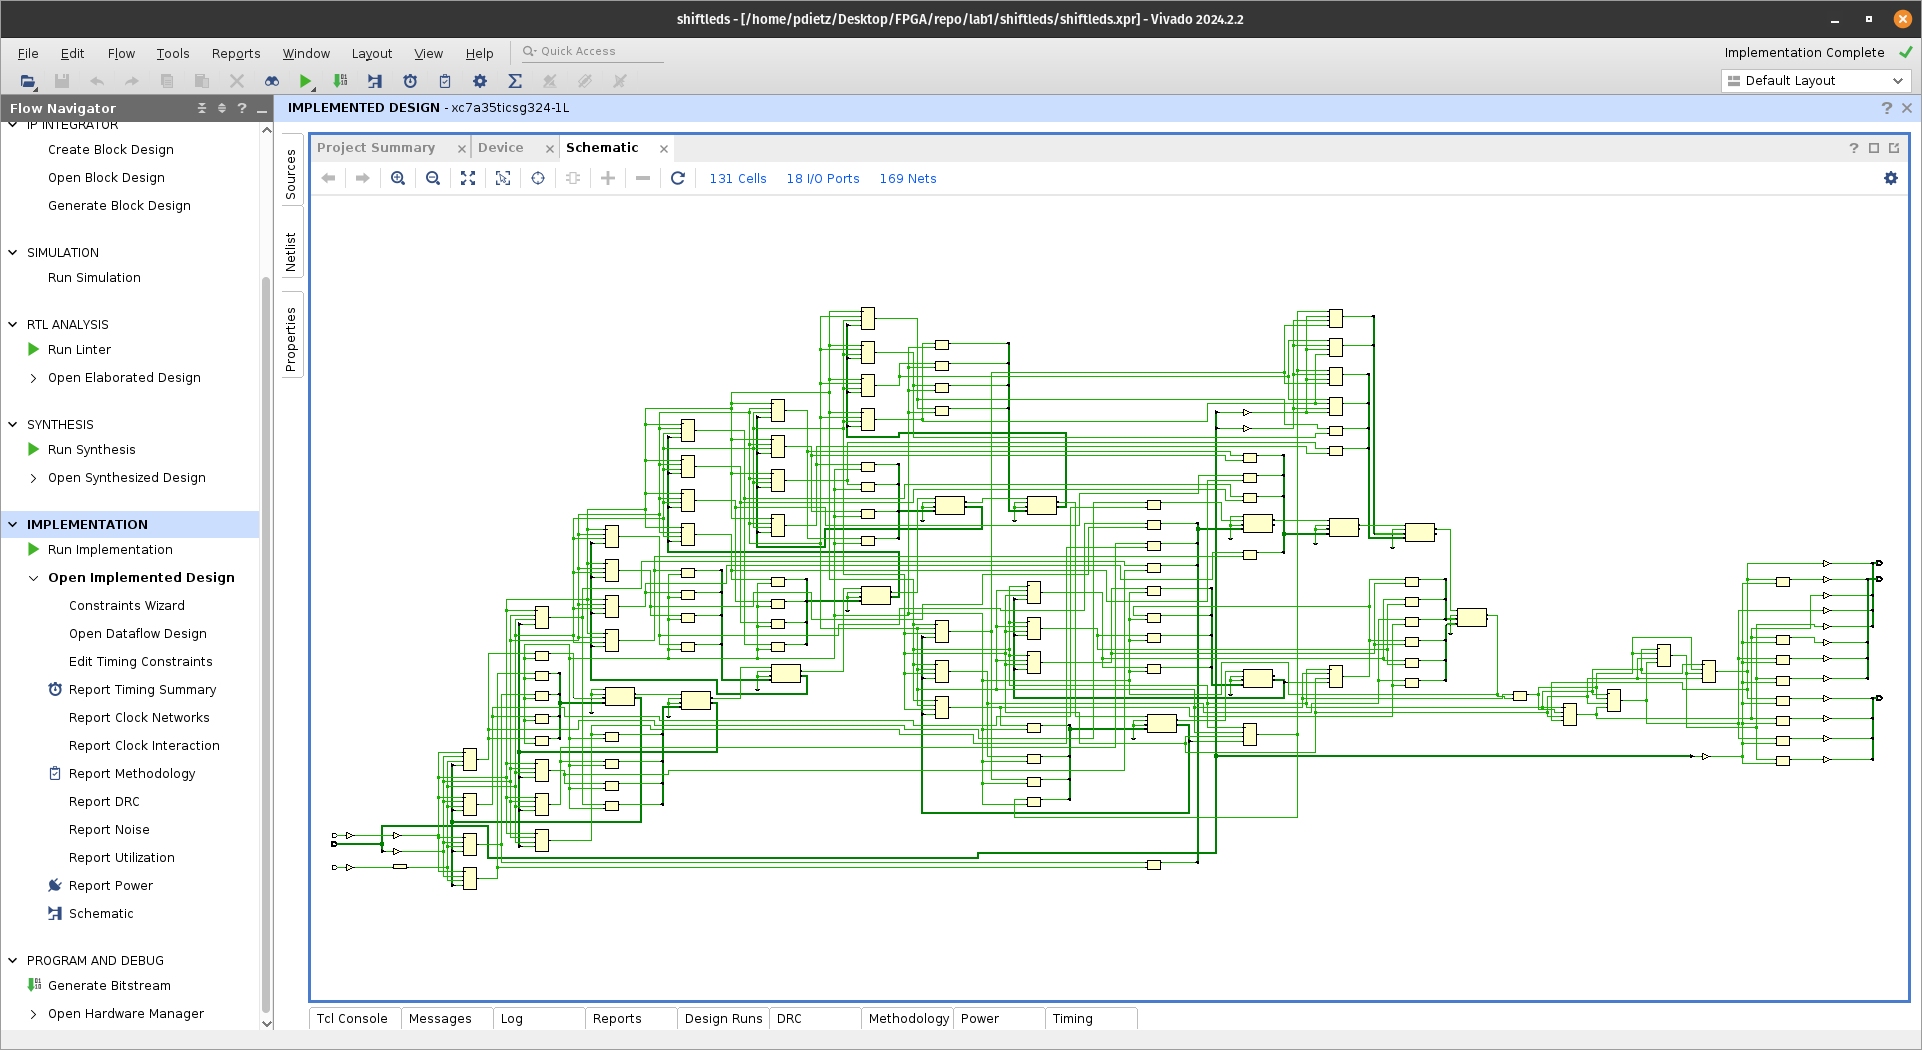 shiftleds - [/home/pdietz/Desktop/FPGA/repo/lab1/shiftleds/shiftleds.xpr] - Vivado 2024.2.2
File Edit Flow Tools Reports Window Layout View Help Quick Access
Implementation Complete
Default Layout
Flow Navigator
IMPLEMENTED DESIGN - xc7a35ticsg324-1L
IP INTEGRATOR
Create Block Design
Open Block Design
Generate Block Design
SIMULATION
Run Simulation
RTL ANALYSIS
Run Linter
Open Elaborated Design
SYNTHESIS
Run Synthesis
Open Synthesized Design
IMPLEMENTATION
Run Implementation
Open Implemented Design
Constraints Wizard
Open Dataflow Design
Edit Timing Constraints
Report Timing Summary
Report Clock Networks
Report Clock Interaction
Report Methodology
Report DRC
Report Noise
Report Utilization
Report Power
Schematic
PROGRAM AND DEBUG
Generate Bitstream
Open Hardware Manager
Sources
Netlist
Properties
Project Summary Device Schematic
131 Cells 18 I/O Ports 169 Nets
Tcl Console Messages Log Reports Design Runs DRC Methodology Power Timing